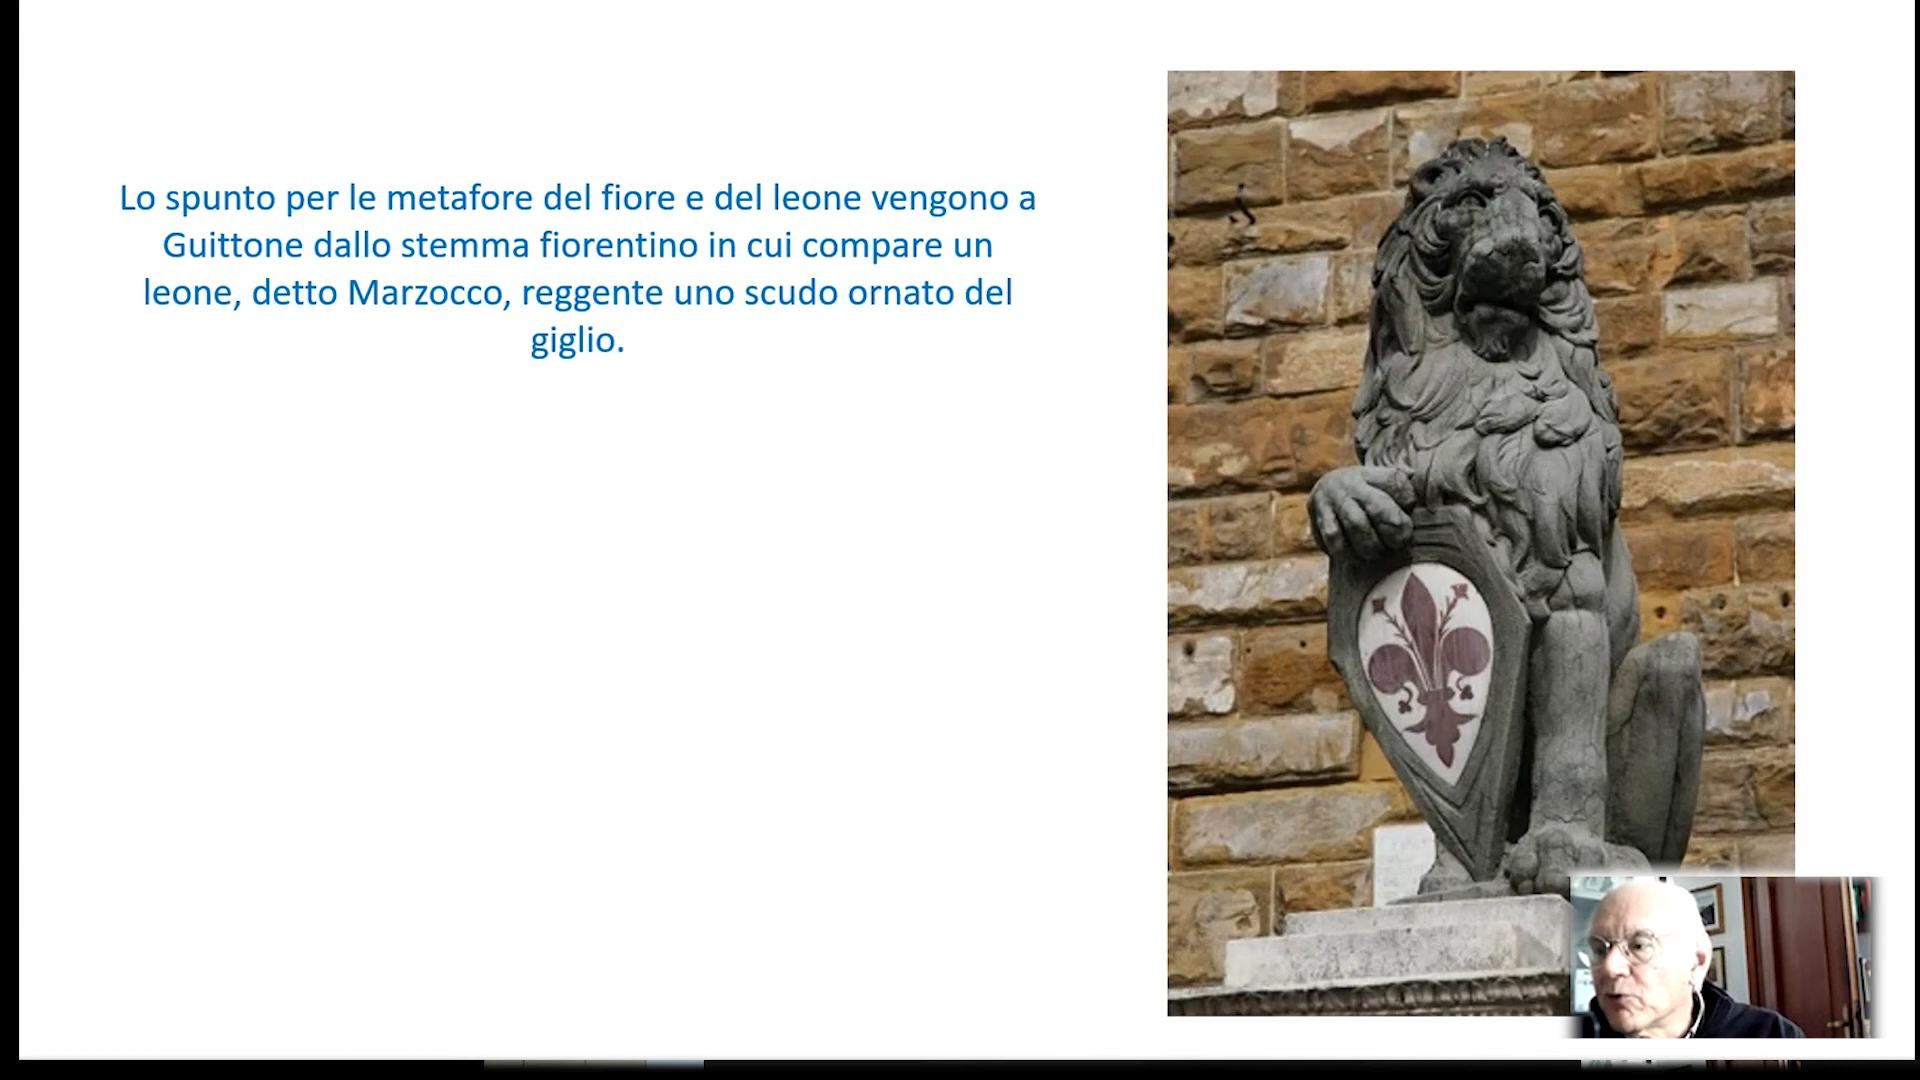 Lo spunto per le metafore del fiore e del leone vengono a
Guittone dallo stemma fiorentino in cui compare un
leone, detto Marzocco, reggente uno scudo ornato del
giglio.